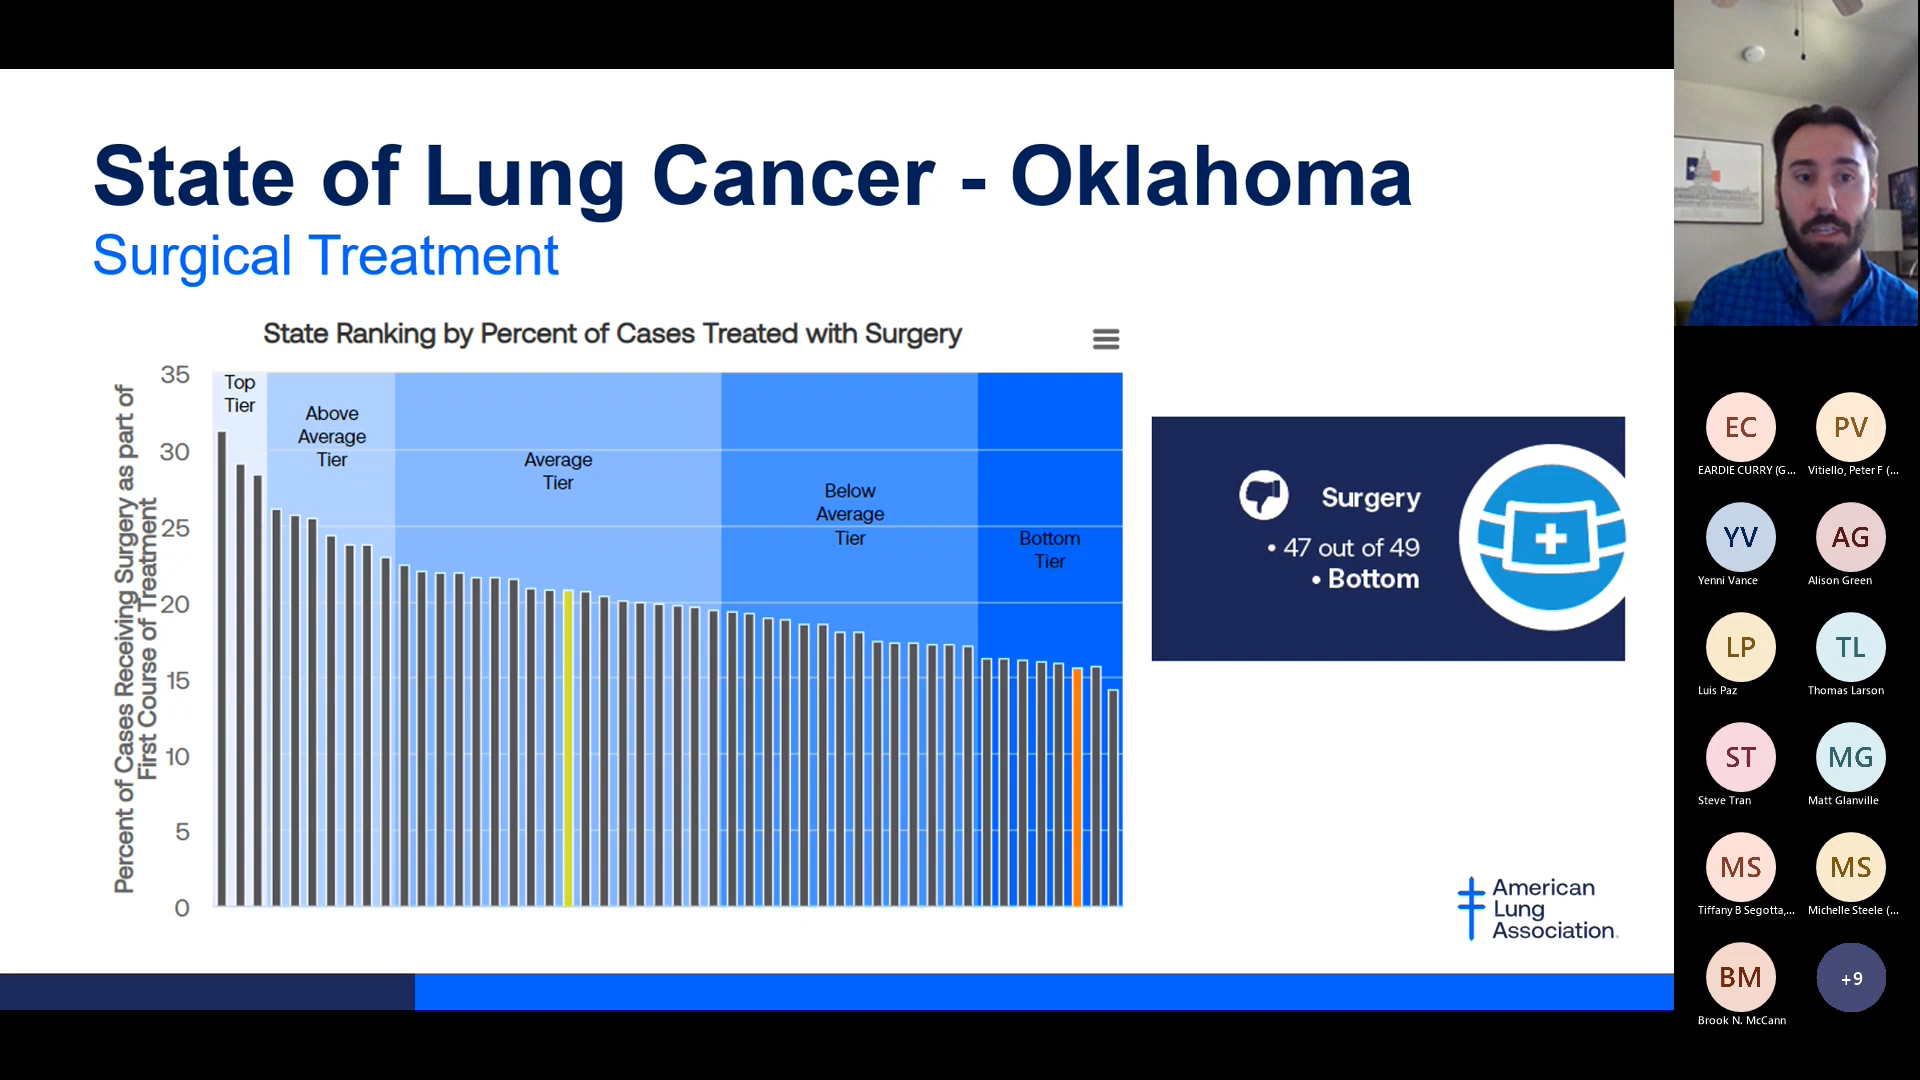 State of Lung Cancer - Oklahoma
Surgical Treatment
State Ranking by Percent of Cases Treated with Surgery
Percent of Cases Receiving Surgery as part of
First Course of Treatment
35
30
25
20
15
10
5
0
Top
Tier
Above
Average
Tier
Average
Tier
Below
Average
Tier
Bottom
Tier
Surgery
• 47 out of 49
• Bottom
American
Lung
Association.
EC
EARDIE CURRY (G...
PV
Vitiello, Peter F (...
YV
Yenni Vance
AG
Alison Green
LP
Luis Paz
TL
Thomas Larson
ST
Steve Tran
MG
Matt Glanville
MS
Tiffany B Segotta,...
MS
Michelle Steele (...
BM
Brook N. McCann
+9